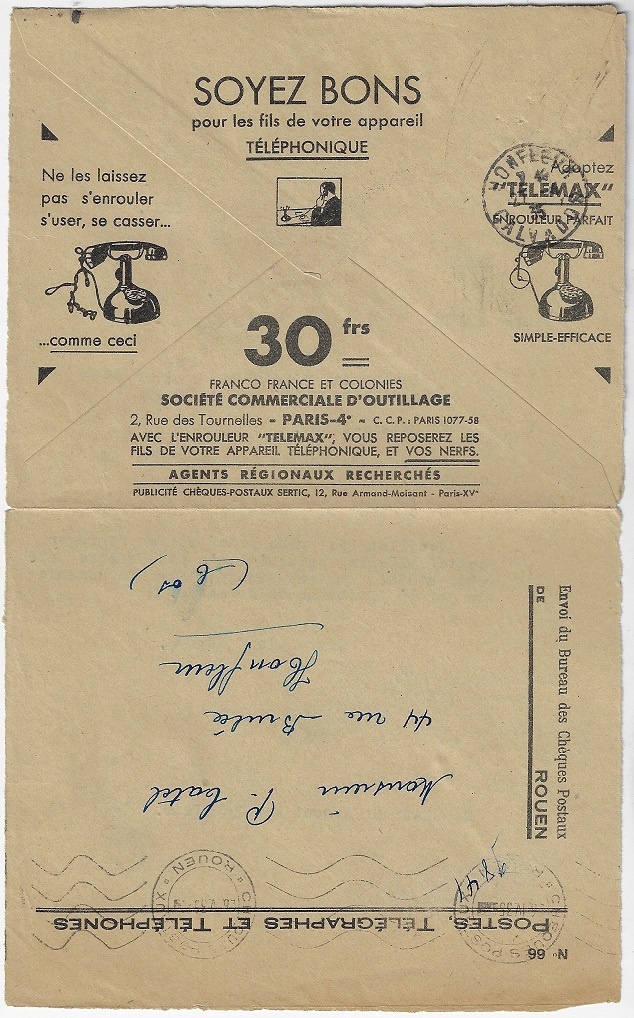 SOYEZ BONS
pour les fils de votre appareil
TÉLÉPHONIQUE
Ne les laissez
pas s'enrouler
s'user, se casser...
...comme ceci
HONFLEUR
CALVADOS
Adoptez
"TELEMAX"
ENROULEUR PARFAIT
SIMPLE-EFFICACE
30 frs
FRANCO FRANCE ET COLONIES
SOCIÉTÉ COMMERCIALE D'OUTILLAGE
2, Rue des Tournelles - PARIS-4e - C. C. P. : PARIS 1077-58
AVEC L'ENROULEUR "TELEMAX", VOUS REPOSEREZ LES
FILS DE VOTRE APPAREIL TÉLÉPHONIQUE, ET VOS NERFS.
AGENTS RÉGIONAUX RECHERCHÉS
PUBLICITÉ CHÈQUES-POSTAUX SERTIC, 12, Rue Armand-Moisant - Paris-XVe
N° 99
POSTES, TÉLÉGRAPHES ET TÉLÉPHONES
ROUEN
CHEQUES POSTAUX
Envoi du Bureau des Chèques Postaux
DE ROUEN
Monsieur P. Catel
44 rue Brulée
Honfleur